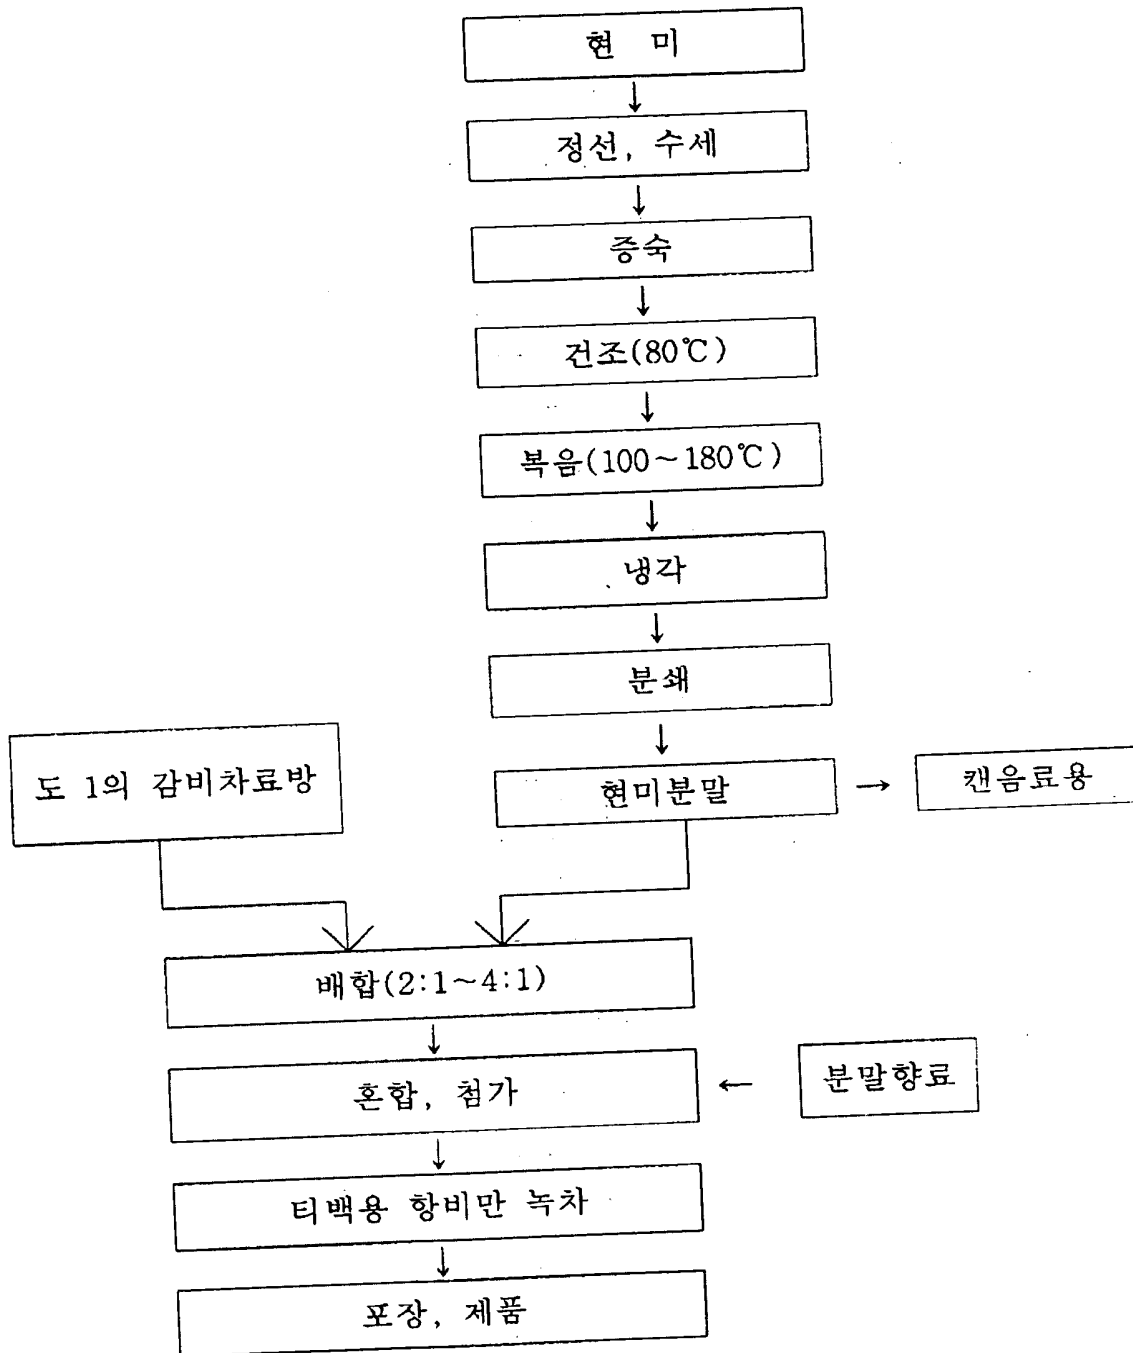 현 미
정선, 수세
증숙
건조(80℃)
복음(100~180℃)
냉각
분쇄
도 1의 감비차료방
현미분말
캔음료용
배합(2:1~4:1)
혼합, 첨가
분말향료
티백용 항비만 녹차
포장, 제품